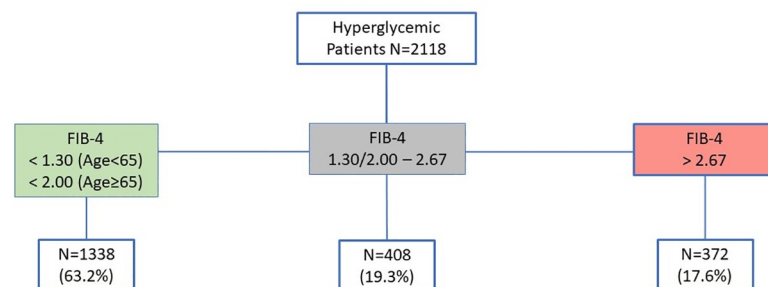 Hyperglycemic
Patients N=2118
FIB-4
< 1.30 (Age<65)
< 2.00 (Age≥65)
FIB-4
1.30/2.00 – 2.67
FIB-4
> 2.67
N=1338
(63.2%)
N=408
(19.3%)
N=372
(17.6%)